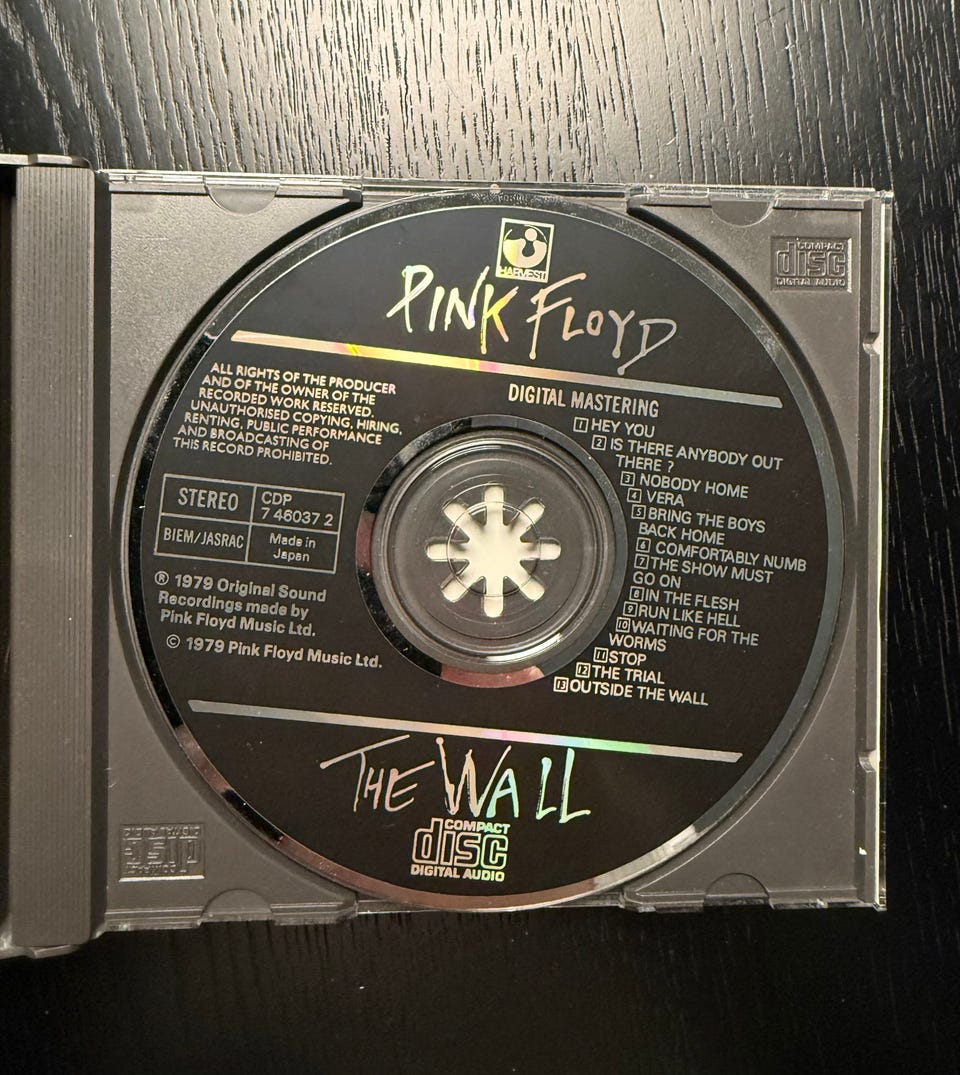 HARVEST
PINK FLOYD
COMPACT
disc
DIGITAL AUDIO
ALL RIGHTS OF THE PRODUCER
AND OF THE OWNER OF THE
RECORDED WORK RESERVED.
UNAUTHORISED COPYING, HIRING,
RENTING, PUBLIC PERFORMANCE
AND BROADCASTING OF
THIS RECORD PROHIBITED.
STEREO
CDP
7 46037 2
BIEM/JASRAC
Made in
Japan
℗ 1979 Original Sound
Recordings made by
Pink Floyd Music Ltd.
© 1979 Pink Floyd Music Ltd.
DIGITAL MASTERING
1 HEY YOU
2 IS THERE ANYBODY OUT
THERE ?
3 NOBODY HOME
4 VERA
5 BRING THE BOYS
BACK HOME
6 COMFORTABLY NUMB
7 THE SHOW MUST
GO ON
8 IN THE FLESH
9 RUN LIKE HELL
10 WAITING FOR THE
WORMS
11 STOP
12 THE TRIAL
13 OUTSIDE THE WALL
THE WALL
COMPACT
disc
DIGITAL AUDIO
COMPACT
disc
DIGITAL AUDIO